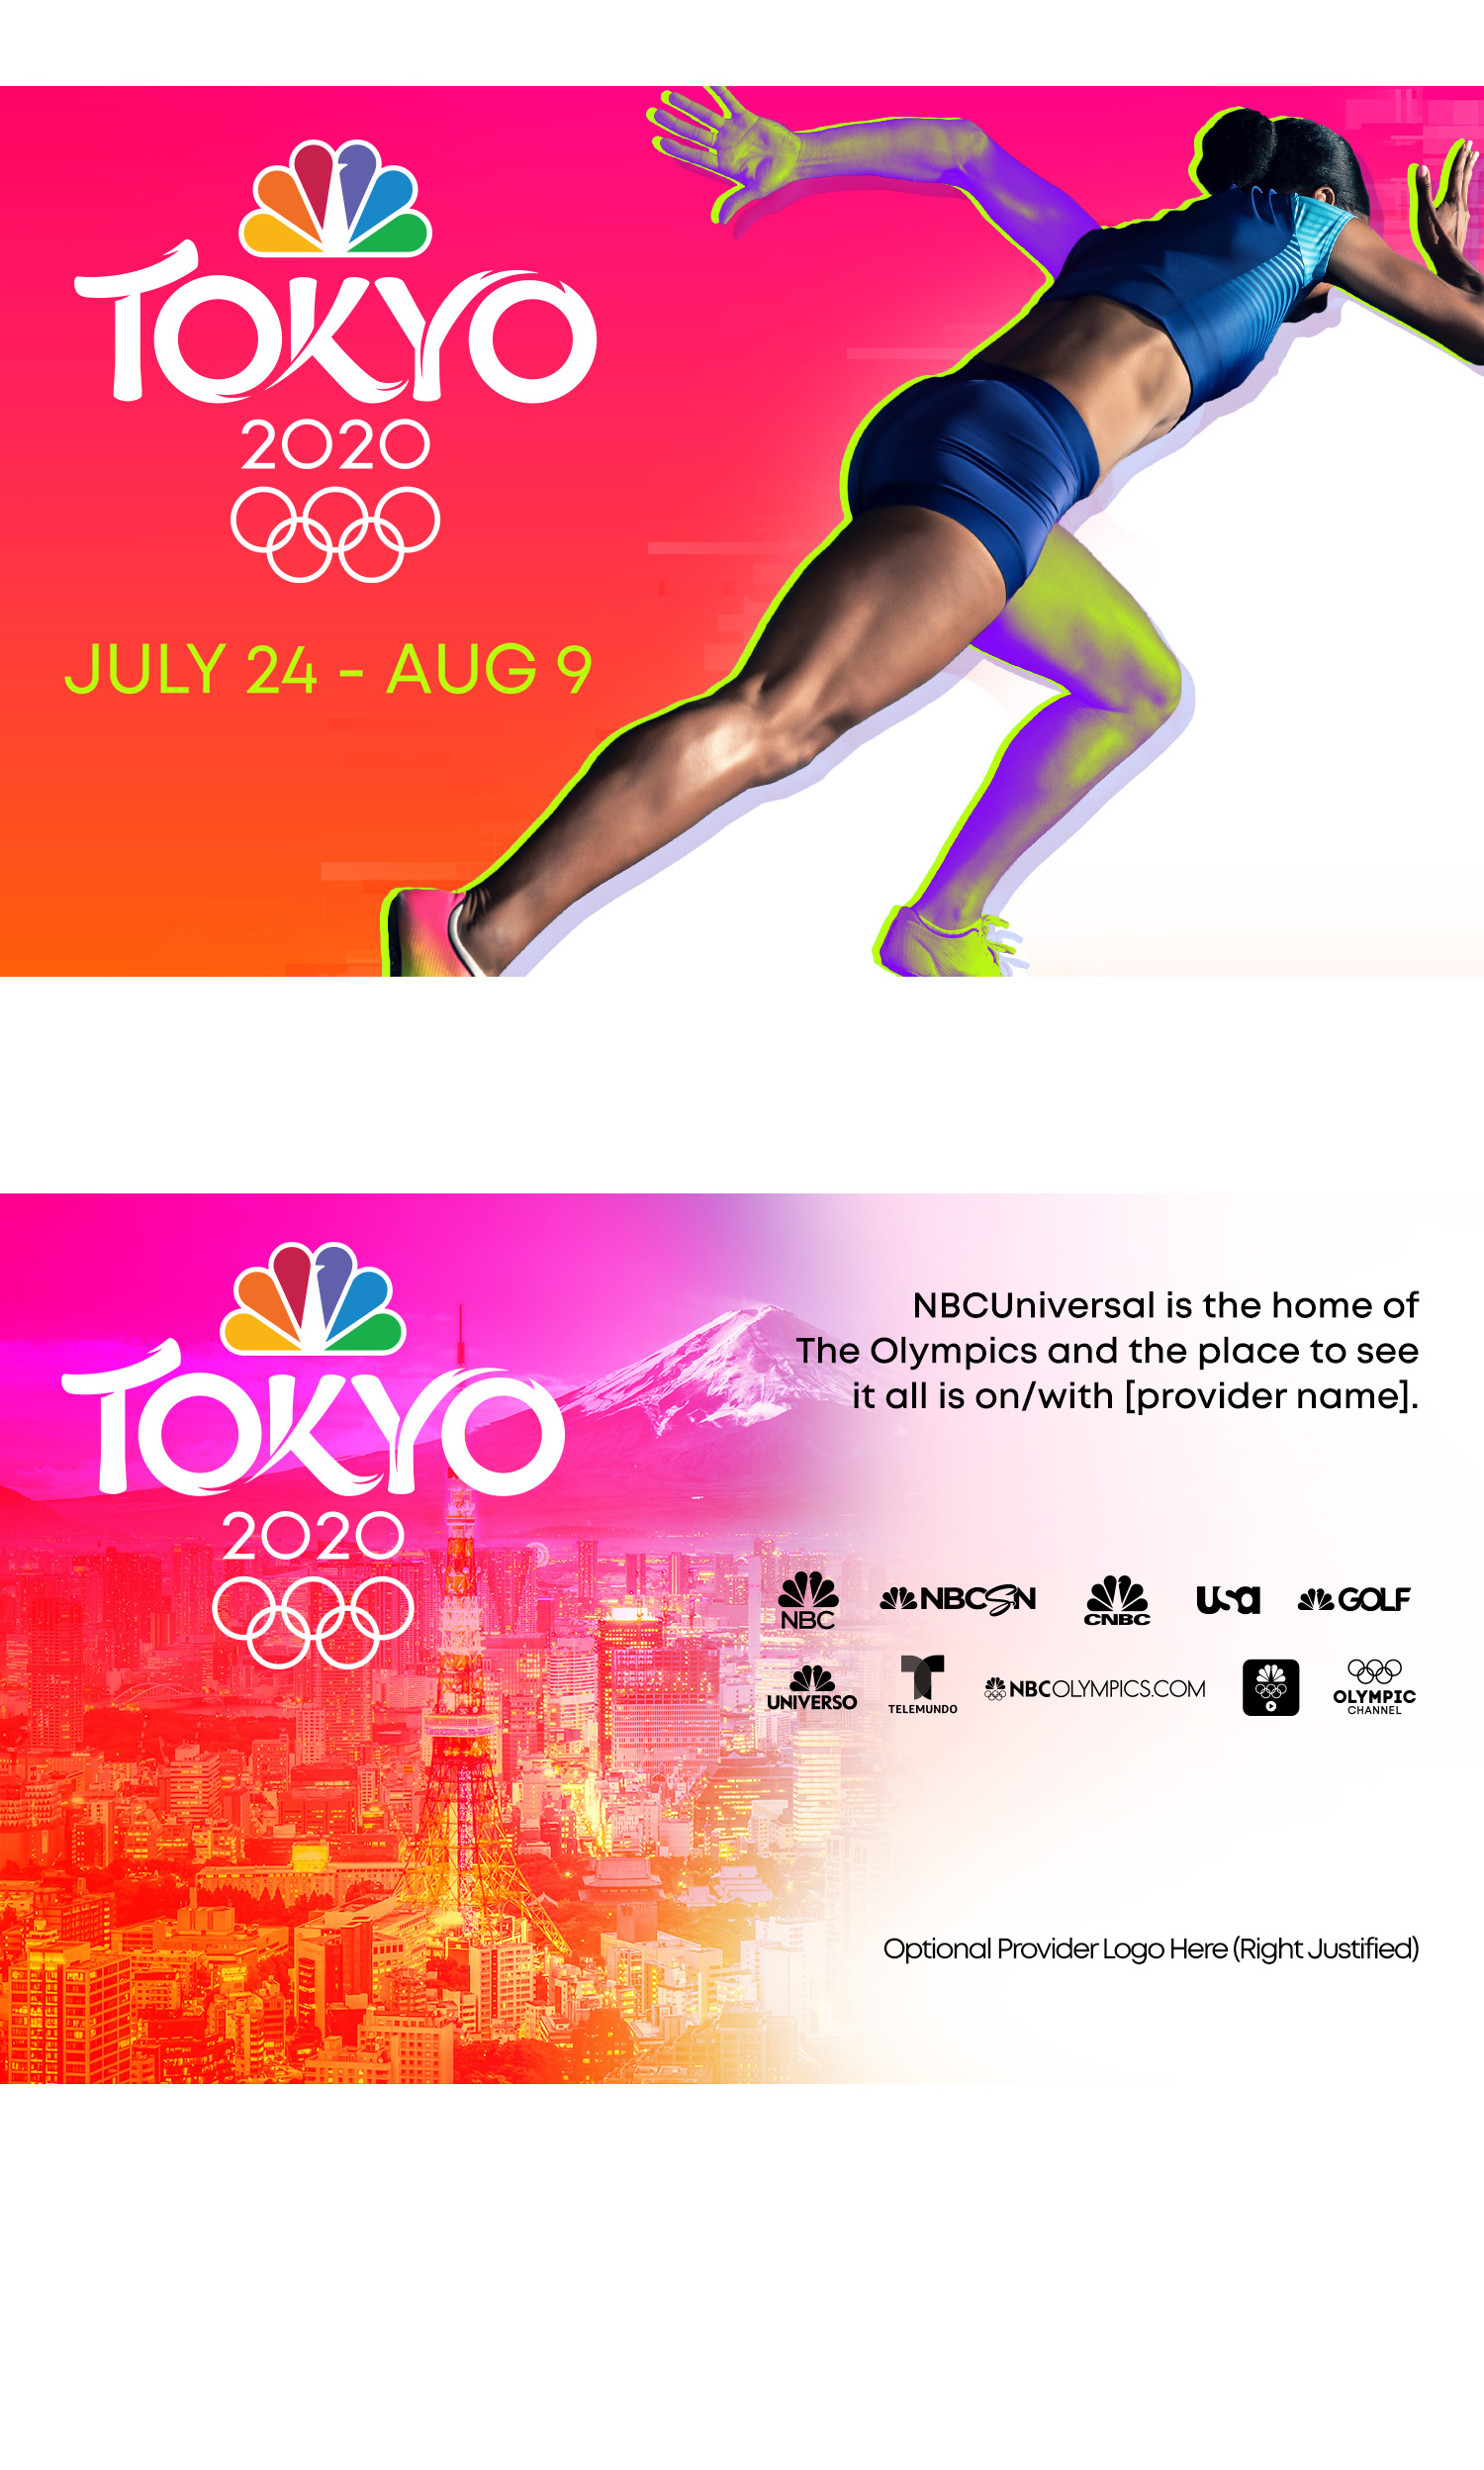 TOKYO
2020
JULY 24 - AUG 9
TOKYO
2020
NBCUniversal is the home of
The Olympics and the place to see
it all is on/with [provider name].
NBC NBCSN CNBC USA GOLF
UNIVERSO TELEMUNDO NBCOLYMPICS.COM OLYMPIC
CHANNEL
Optional Provider Logo Here (Right Justified)